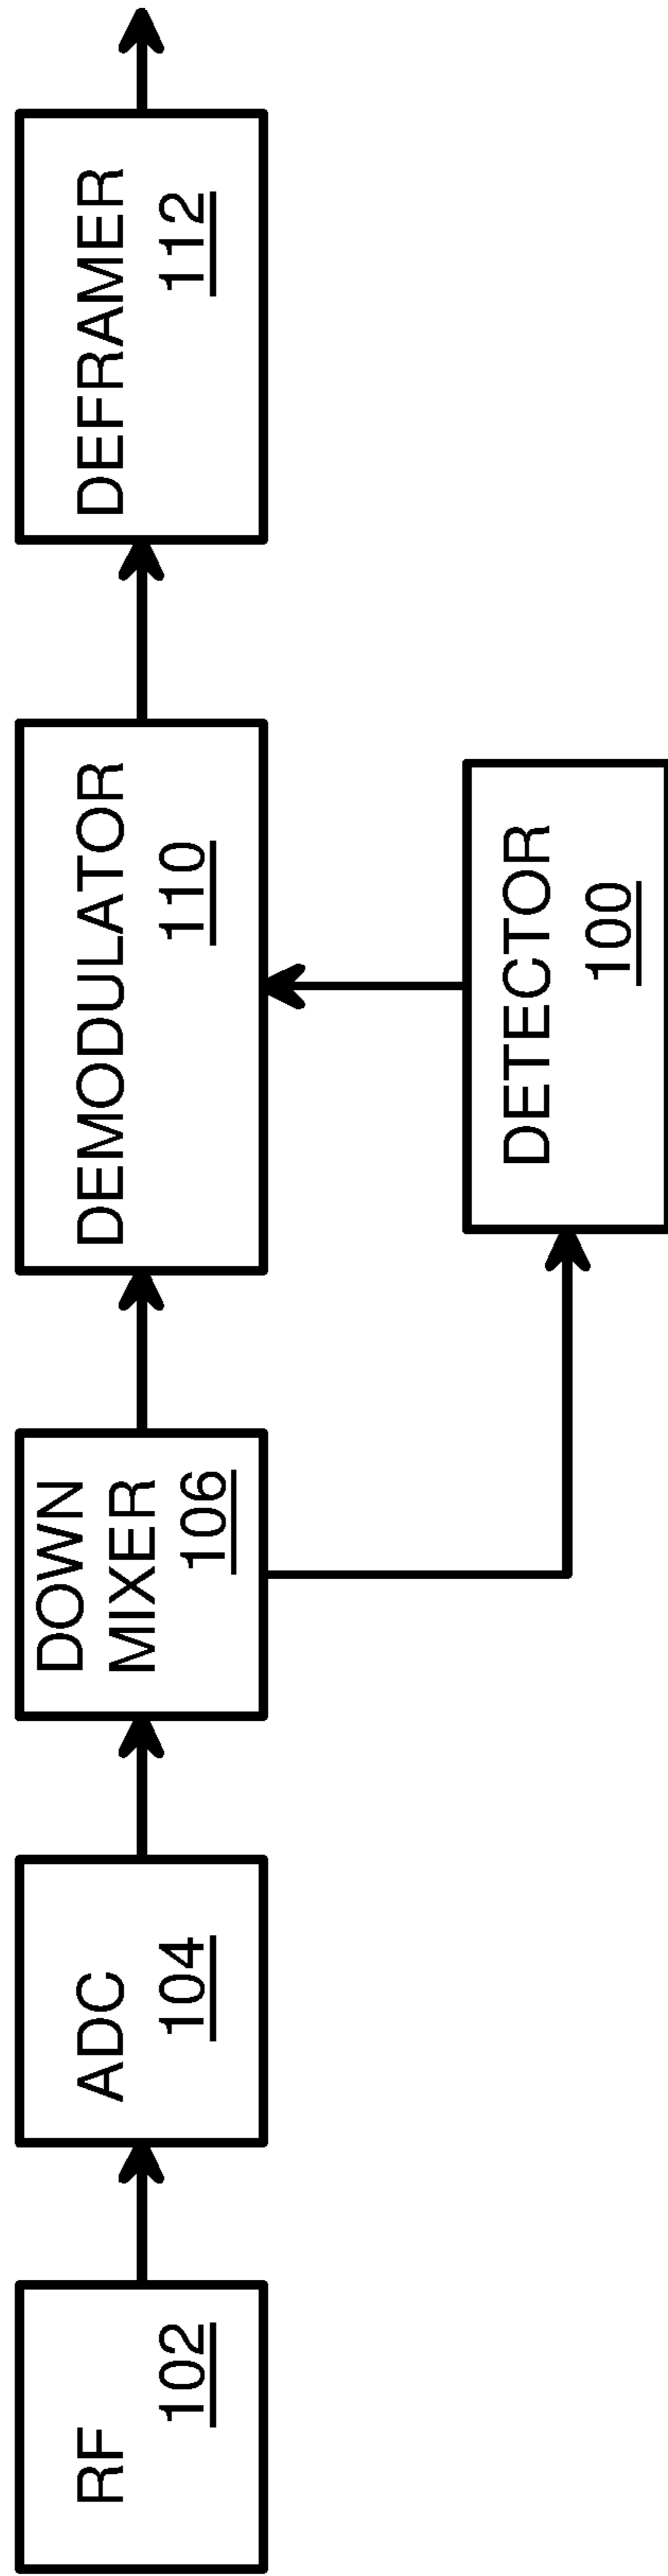 RF
102
ADC
104
DOWN
MIXER
106
DEMODULATOR
110
DEFRAMER
112
DETECTOR
100